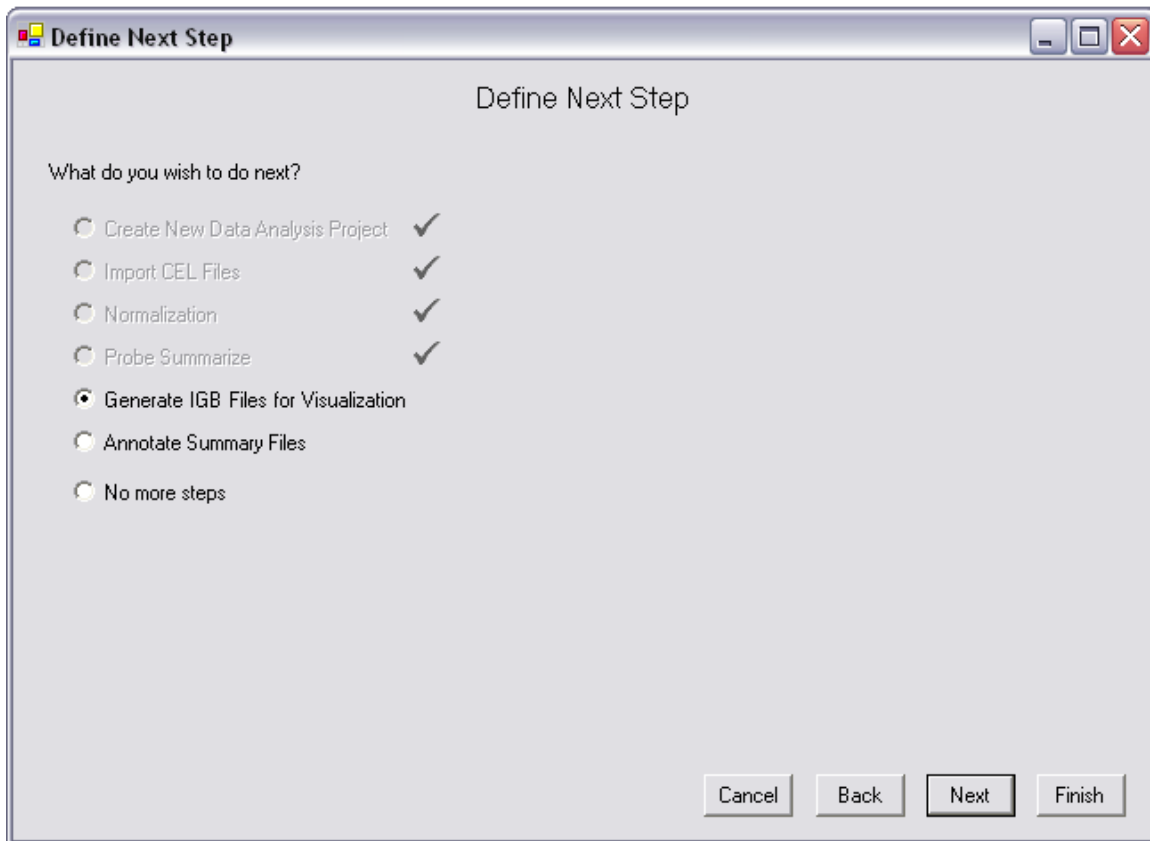 Define Next Step
Define Next Step
What do you wish to do next?
Create New Data Analysis Project
Import CEL Files
Normalization
Probe Summarize
Generate IGB Files for Visualization
Annotate Summary Files
No more steps
Cancel Back Next Finish